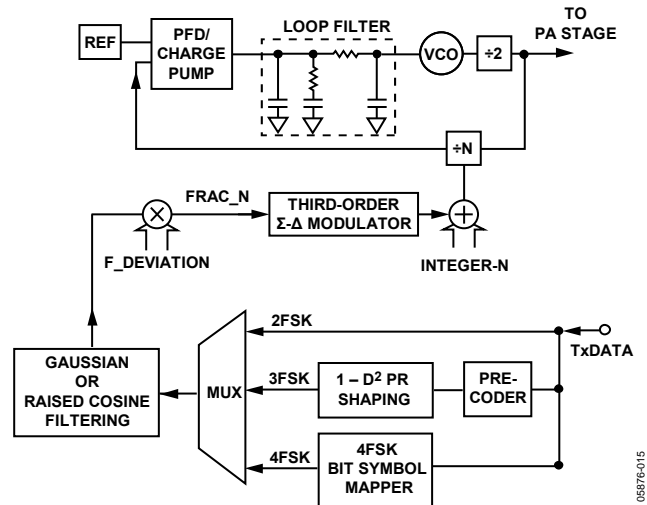 TO
PA STAGE
LOOP FILTER
REF
PFD/
CHARGE
PUMP
VCO
÷2
÷N
FRAC_N
THIRD-ORDER
Σ-Δ MODULATOR
F_DEVIATION
INTEGER-N
2FSK
TxDATA
GAUSSIAN
OR
RAISED COSINE
FILTERING
MUX
3FSK
1 – D² PR
SHAPING
PRE-
CODER
4FSK
4FSK
BIT SYMBOL
MAPPER
05876-015